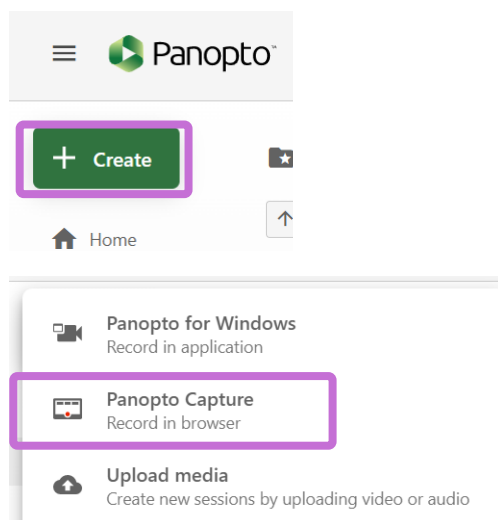 Panopto™
+ Create
Home
Panopto for Windows
Record in application
Panopto Capture
Record in browser
Upload media
Create new sessions by uploading video or audio